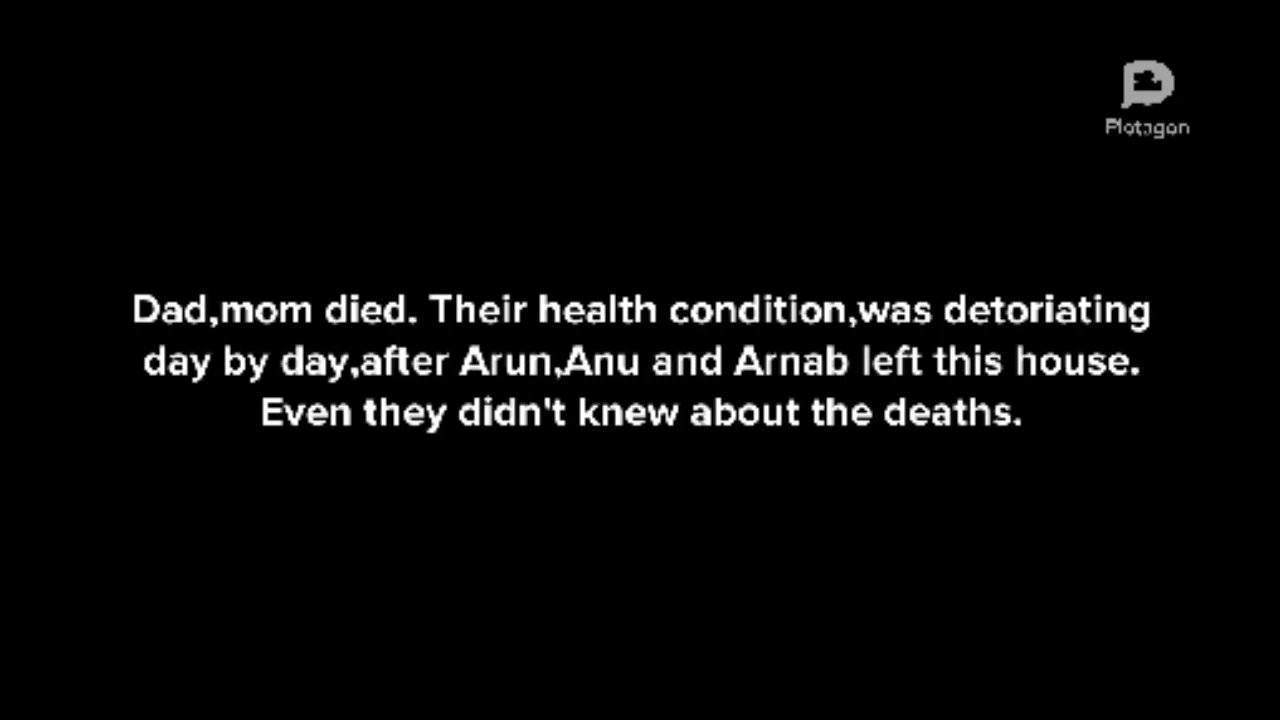 Plotagon
Dad,mom died. Their health condition,was detoriating
day by day,after Arun,Anu and Arnab left this house.
Even they didn't knew about the deaths.